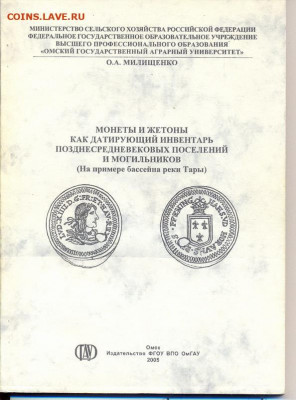 COINS.LAVE.RU
МИНИСТЕРСТВО СЕЛЬСКОГО ХОЗЯЙСТВА РОССИЙСКОЙ ФЕДЕРАЦИИ
ФЕДЕРАЛЬНОЕ ГОСУДАРСТВЕННОЕ ОБРАЗОВАТЕЛЬНОЕ УЧРЕЖДЕНИЕ
ВЫСШЕГО ПРОФЕССИОНАЛЬНОГО ОБРАЗОВАНИЯ
«ОМСКИЙ ГОСУДАРСТВЕННЫЙ АГРАРНЫЙ УНИВЕРСИТЕТ»
О.А. МИЛИЩЕНКО
МОНЕТЫ И ЖЕТОНЫ
КАК ДАТИРУЮЩИЙ ИНВЕНТАРЬ
ПОЗДНЕСРЕДНЕВЕКОВЫХ ПОСЕЛЕНИЙ
И МОГИЛЬНИКОВ
(На примере бассейна реки Тары)
Омск
Издательство ФГОУ ВПО ОмГАУ
2005